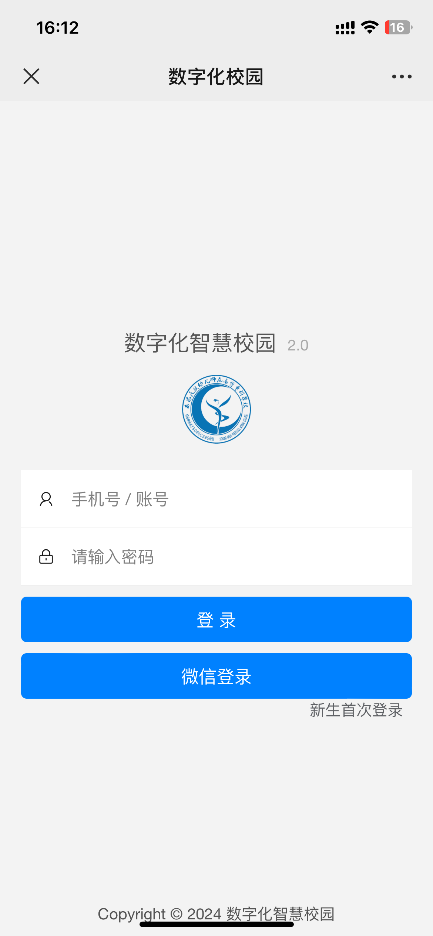 16:12
16
数字化校园
数字化智慧校园 2.0
手机号 / 账号
请输入密码
登 录
微信登录
新生首次登录
Copyright © 2024 数字化智慧校园